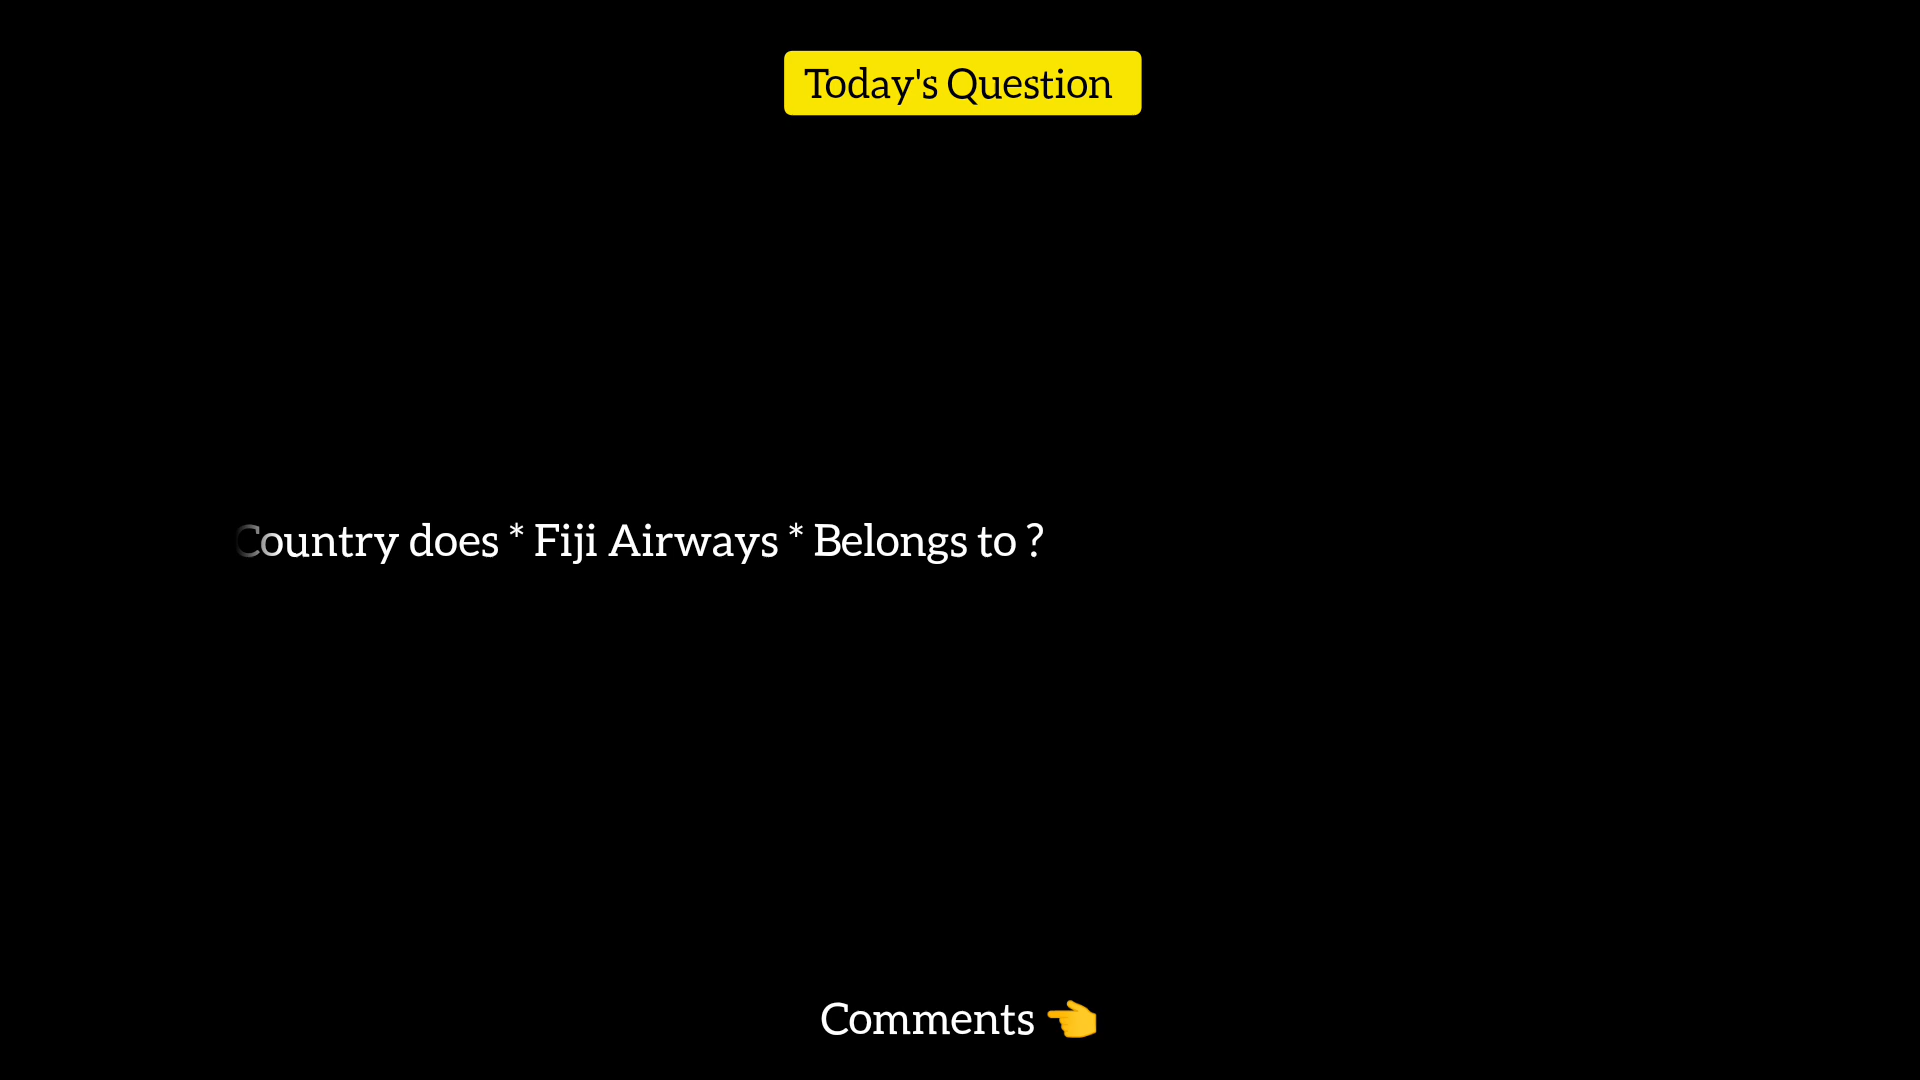 Today's Question
Country does * Fiji Airways * Belongs to ?
Comments 👈